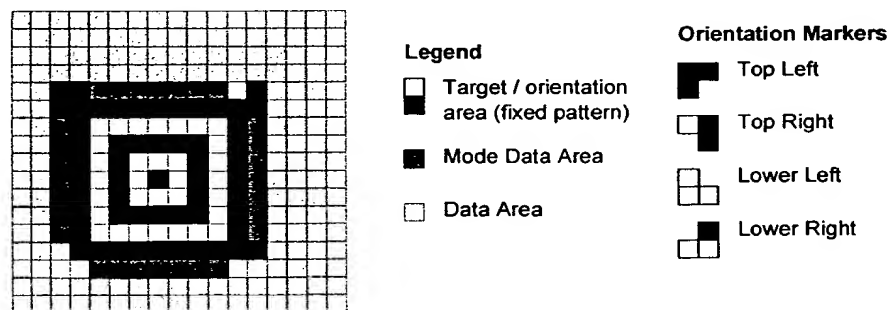 Legend
Target / orientation
area (fixed pattern)
Mode Data Area
Data Area
Orientation Markers
Top Left
Top Right
Lower Left
Lower Right